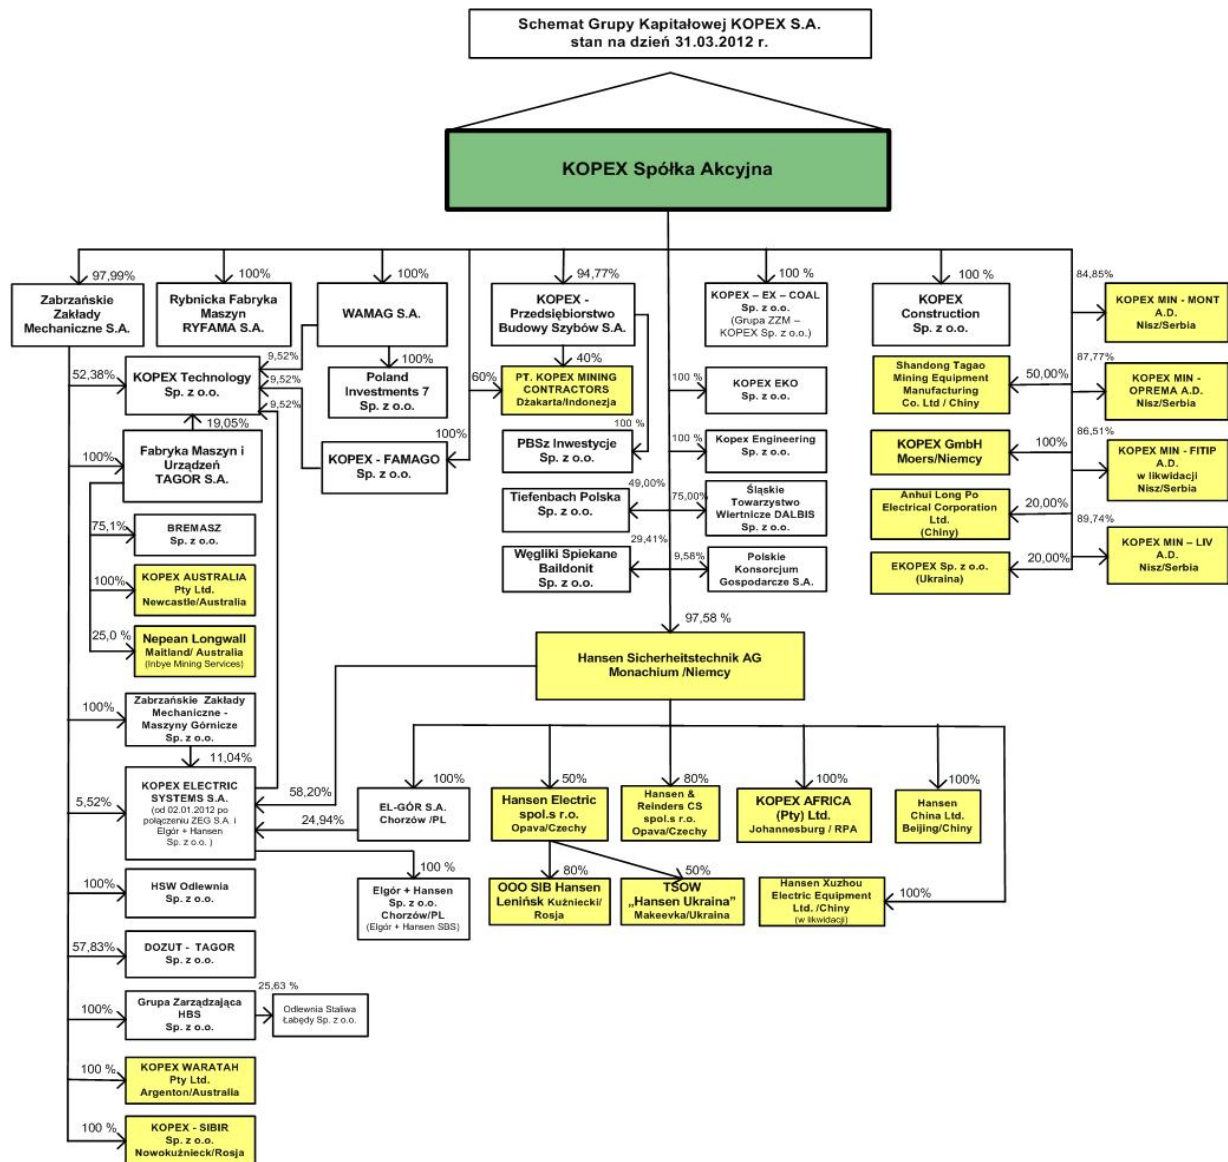 Schemat Grupy Kapitałowej KOPEX S.A.
stan na dzień 31.03.2012 r.
KOPEX Spółka Akcyjna
97,99%
100%
100%
94,77%
100 %
100 %
84,85%
Zabrzańskie
Zakłady
Mechaniczne S.A.
Rybnicka Fabryka
Maszyn
RYFAMA S.A.
WAMAG S.A.
KOPEX -
Przedsiębiorstwo
Budowy Szybów S.A.
KOPEX – EX – COAL
Sp. z o.o.
(Grupa ZZM –
KOPEX Sp. z o.o.)
KOPEX
Construction
Sp. z o.o.
KOPEX MIN - MONT
A.D.
Nisz/Serbia
52,38%
KOPEX Technology
Sp. z o.o.
9,52%
9,52%
9,52%
19,05%
100%
Poland
Investments 7
Sp. z o.o.
60%
40%
PT. KOPEX MINING
CONTRACTORS
Dżakarta/Indonezja
100 %
KOPEX EKO
Sp. z o.o.
Shandong Tagao
Mining Equipment
Manufacturing
Co. Ltd / Chiny
50,00%
87,77%
KOPEX MIN -
OPREMA A.D.
Nisz/Serbia
100%
Fabryka Maszyn i
Urządzeń
TAGOR S.A.
100%
KOPEX - FAMAGO
Sp. z o.o.
100 %
PBSz Inwestycje
Sp. z o.o.
100 %
Kopex Engineering
Sp. z o.o.
KOPEX GmbH
Moers/Niemcy
100%
86,51%
KOPEX MIN - FITIP
A.D.
w likwidacji
Nisz/Serbia
49,00%
Tiefenbach Polska
Sp. z o.o.
75,00%
Śląskie
Towarzystwo
Wiertnicze DALBIS
Sp. z o.o.
Anhui Long Po
Electrical Corporation
Ltd.
(Chiny)
20,00%
75,1%
BREMASZ
Sp. z o.o.
29,41%
Węgliki Spiekane
Baildonit
Sp. z o.o.
9,58%
Polskie
Konsorcjum
Gospodarcze S.A.
EKOPEX Sp. z o.o.
(Ukraina)
20,00%
89,74%
KOPEX MIN – LIV
A.D.
Nisz/Serbia
100%
KOPEX AUSTRALIA
Pty Ltd.
Newcastle/Australia
25,0 %
Nepean Longwall
Maitland/ Australia
(Inbye Mining Services)
97,58 %
Hansen Sicherheitstechnik AG
Monachium /Niemcy
100%
Zabrzańskie Zakłady
Mechaniczne -
Maszyny Górnicze
Sp. z o.o.
11,04%
5,52%
KOPEX ELECTRIC
SYSTEMS S.A.
(od 02.01.2012 po
połączeniu ZEG S.A. i
Elgór + Hansen
Sp. z o.o. )
58,20%
24,94%
100%
EL-GÓR S.A.
Chorzów /PL
50%
Hansen Electric
spol.s r.o.
Opava/Czechy
80%
Hansen &
Reinders CS
spol.s r.o.
Opava/Czechy
100%
KOPEX AFRICA
(Pty) Ltd.
Johannesburg / RPA
100%
Hansen
China Ltd.
Beijing/Chiny
100%
HSW Odlewnia
Sp. z o.o.
100 %
Elgór + Hansen
Sp. z o.o.
Chorzów/PL
(Elgór + Hansen SBS)
80%
OOO SIB Hansen
Lenińsk Kuźniecki/
Rosja
50%
TSOW
„Hansen Ukraina”
Makeevka/Ukraina
Hansen Xuzhou
Electric Equipment
Ltd. /Chiny
(w likwidacji)
100%
57,83%
DOZUT - TAGOR
Sp. z o.o.
100%
Grupa Zarządzająca
HBS
Sp. z o.o.
25,63 %
Odlewnia Staliwa
Łabędy Sp. z o.o.
100 %
KOPEX WARATAH
Pty Ltd.
Argenton/Australia
100 %
KOPEX - SIBIR
Sp. z o.o.
Nowokuźnieck/Rosja